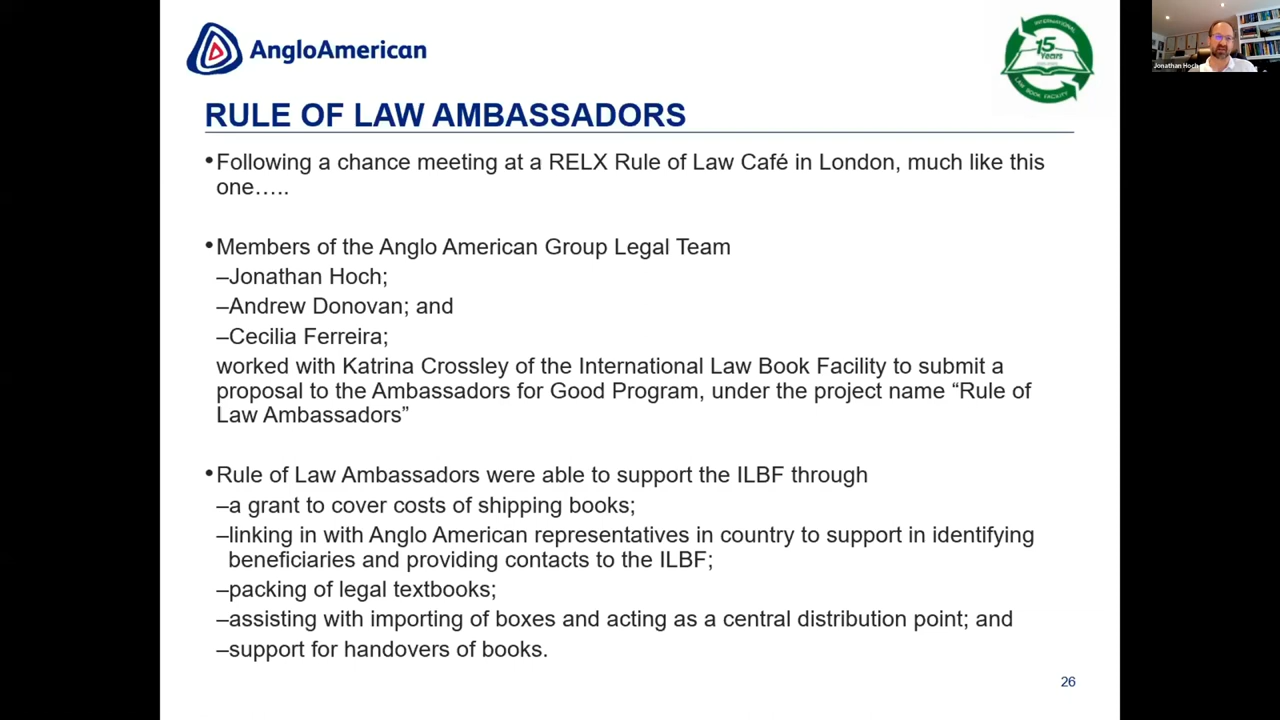 AngloAmerican
INTERNATIONAL
15
Years
LAW BOOK FACILITY
Jonathan Hoch
RULE OF LAW AMBASSADORS
•Following a chance meeting at a RELX Rule of Law Café in London, much like this
one…..
•Members of the Anglo American Group Legal Team
–Jonathan Hoch;
–Andrew Donovan; and
–Cecilia Ferreira;
worked with Katrina Crossley of the International Law Book Facility to submit a
proposal to the Ambassadors for Good Program, under the project name “Rule of
Law Ambassadors”
•Rule of Law Ambassadors were able to support the ILBF through
–a grant to cover costs of shipping books;
–linking in with Anglo American representatives in country to support in identifying
beneficiaries and providing contacts to the ILBF;
–packing of legal textbooks;
–assisting with importing of boxes and acting as a central distribution point; and
–support for handovers of books.
26